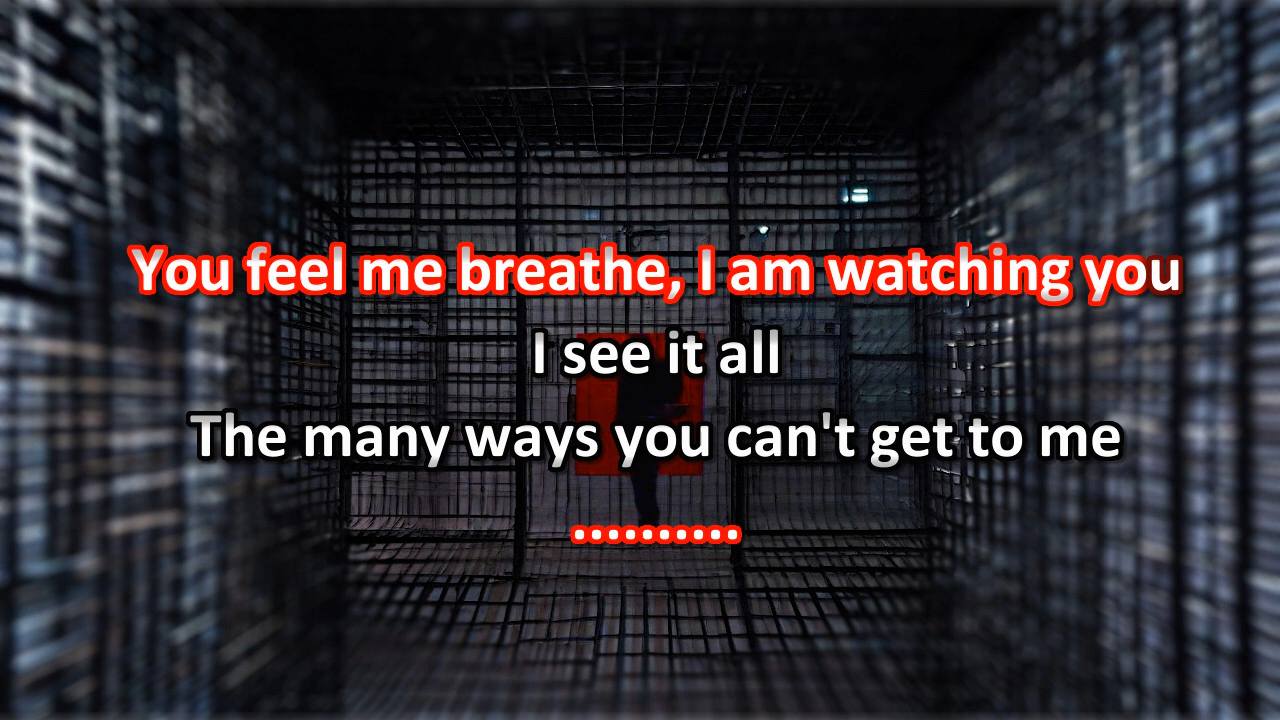 You feel me breathe, I am watching you
I see it all
The many ways you can't get to me
..........